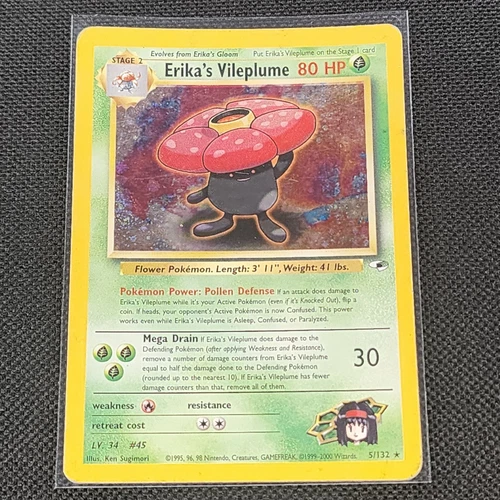 Evolves from Erika's Gloom
Put Erika's Vileplume on the Stage 1 card
STAGE 2
Erika's Vileplume 80 HP
Flower Pokémon. Length: 3' 11", Weight: 41 lbs.
Pokémon Power: Pollen Defense If an attack does damage to
Erika's Vileplume while it's your Active Pokémon (even if it's Knocked Out), flip a
coin. If heads, your opponent's Active Pokémon is now Confused. This
power works even while Erika's Vileplume is Asleep, Confused, or Paralyzed.
Mega Drain If Erika's Vileplume does damage to the
Defending Pokémon (after applying Weakness and Resistance),
remove a number of damage counters from Erika's Vileplume
equal to half the damage done to the Defending Pokémon
(rounded up to the nearest 10). If Erika's Vileplume has fewer
damage counters than that, remove all of them.
30
weakness
resistance
retreat cost
LV. 34 #45
Illus. Ken Sugimori
©1995, 96, 98 Nintendo, Creatures, GAMEFREAK. ©1999-2000 Wizards.
5/132 ★